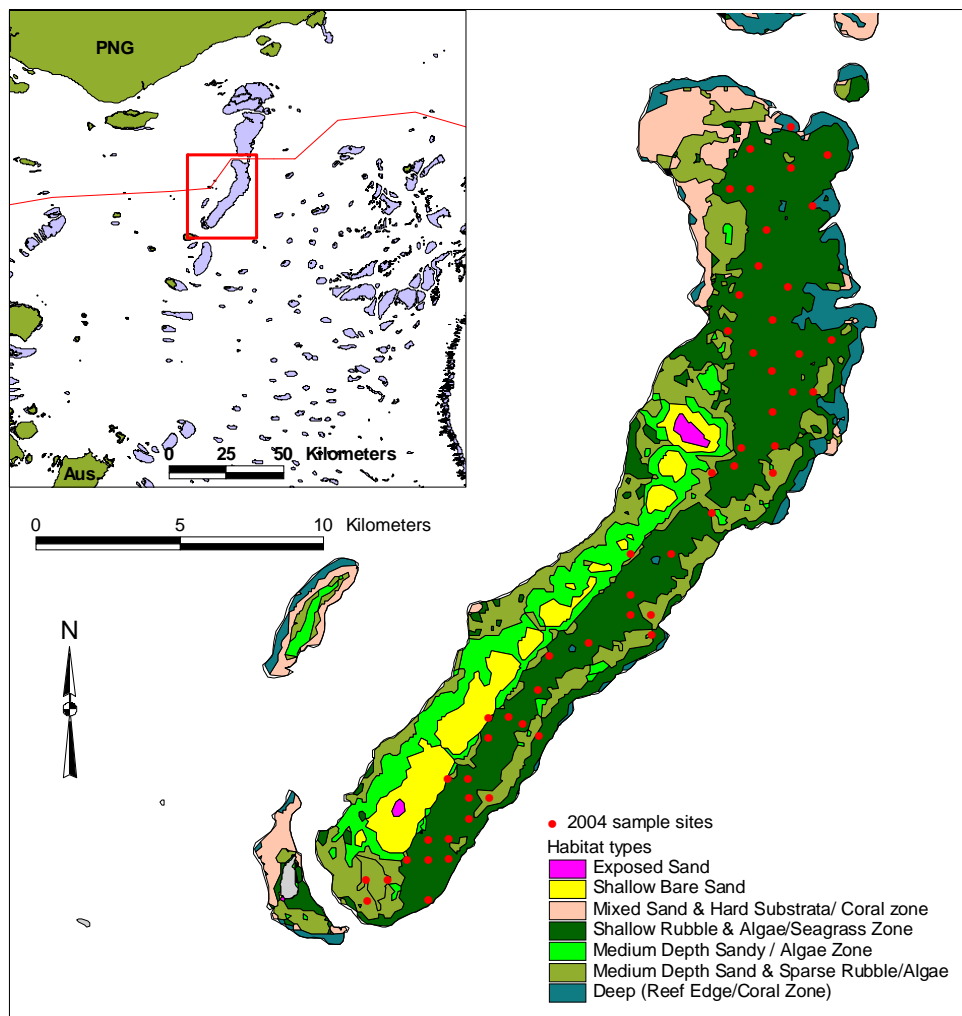 PNG
Aus.
0 25 50 Kilometers
0 5 10 Kilometers
N
2004 sample sites
Habitat types
Exposed Sand
Shallow Bare Sand
Mixed Sand & Hard Substrata/ Coral zone
Shallow Rubble & Algae/Seagrass Zone
Medium Depth Sandy / Algae Zone
Medium Depth Sand & Sparse Rubble/Algae
Deep (Reef Edge/Coral Zone)